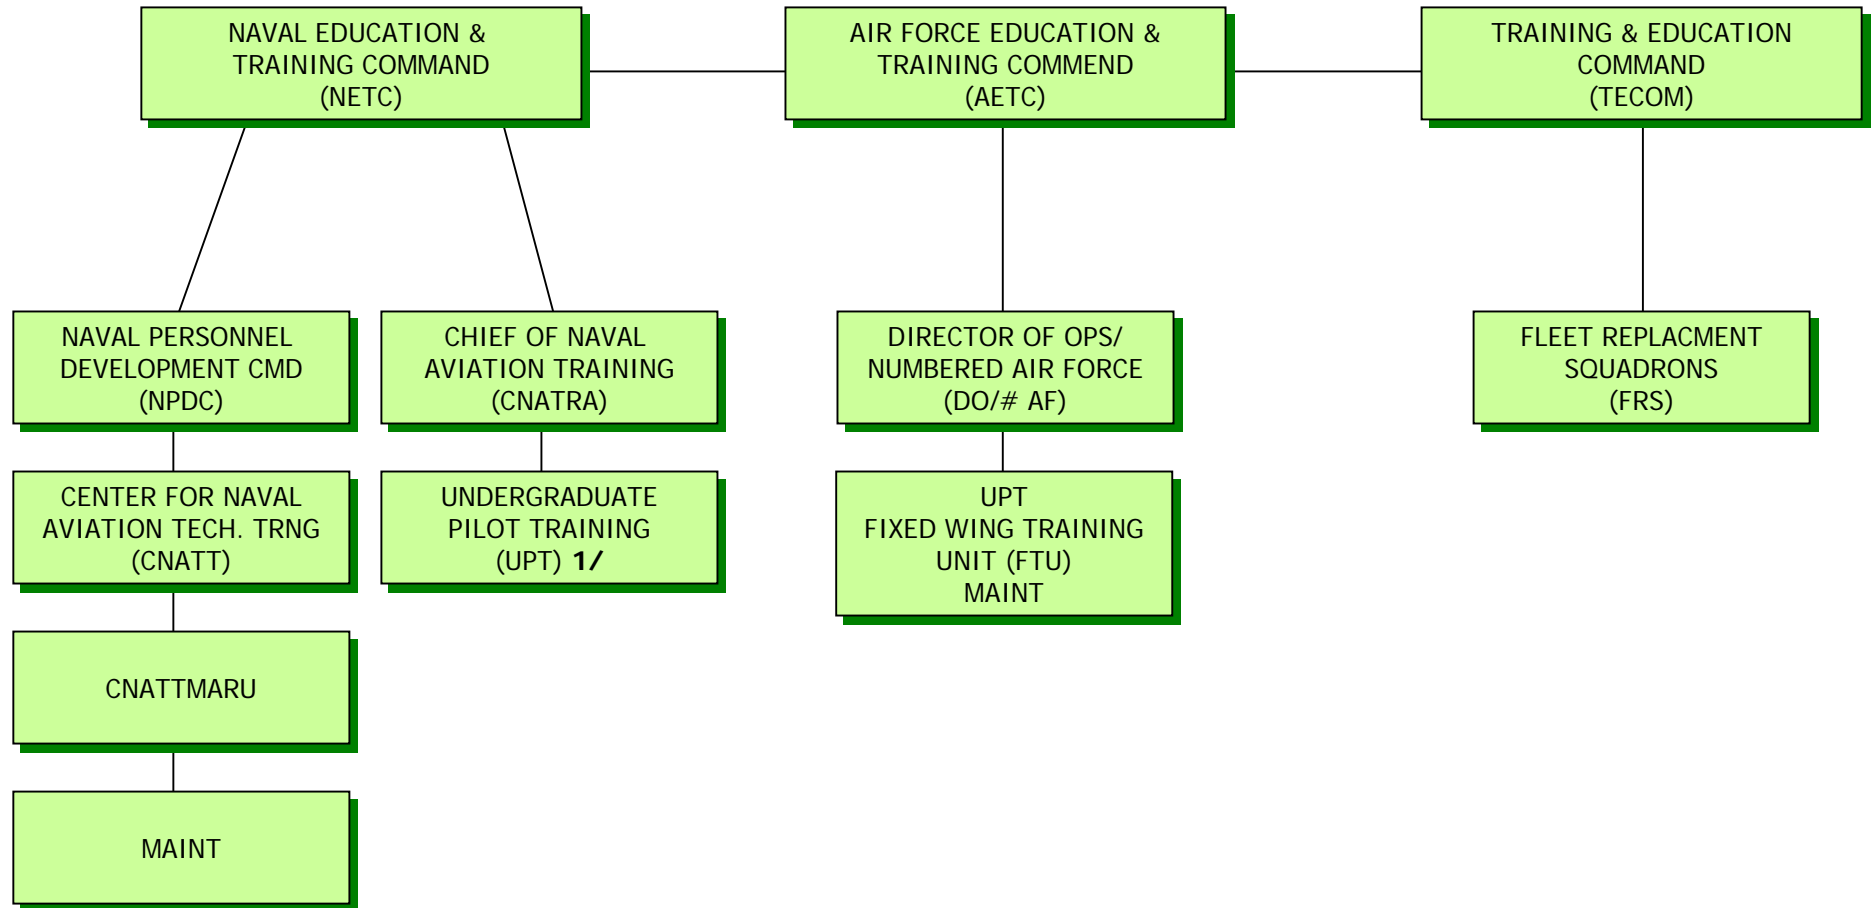 NAVAL EDUCATION &
TRAINING COMMAND
(NETC)
AIR FORCE EDUCATION &
TRAINING COMMEND
(AETC)
TRAINING & EDUCATION
COMMAND
(TECOM)
NAVAL PERSONNEL
DEVELOPMENT CMD
(NPDC)
CHIEF OF NAVAL
AVIATION TRAINING
(CNATRA)
DIRECTOR OF OPS/
NUMBERED AIR FORCE
(DO/# AF)
FLEET REPLACMENT
SQUADRONS
(FRS)
CENTER FOR NAVAL
AVIATION TECH. TRNG
(CNATT)
UNDERGRADUATE
PILOT TRAINING
(UPT) 1/
UPT
FIXED WING TRAINING
UNIT (FTU)
MAINT
CNATTMARU
MAINT